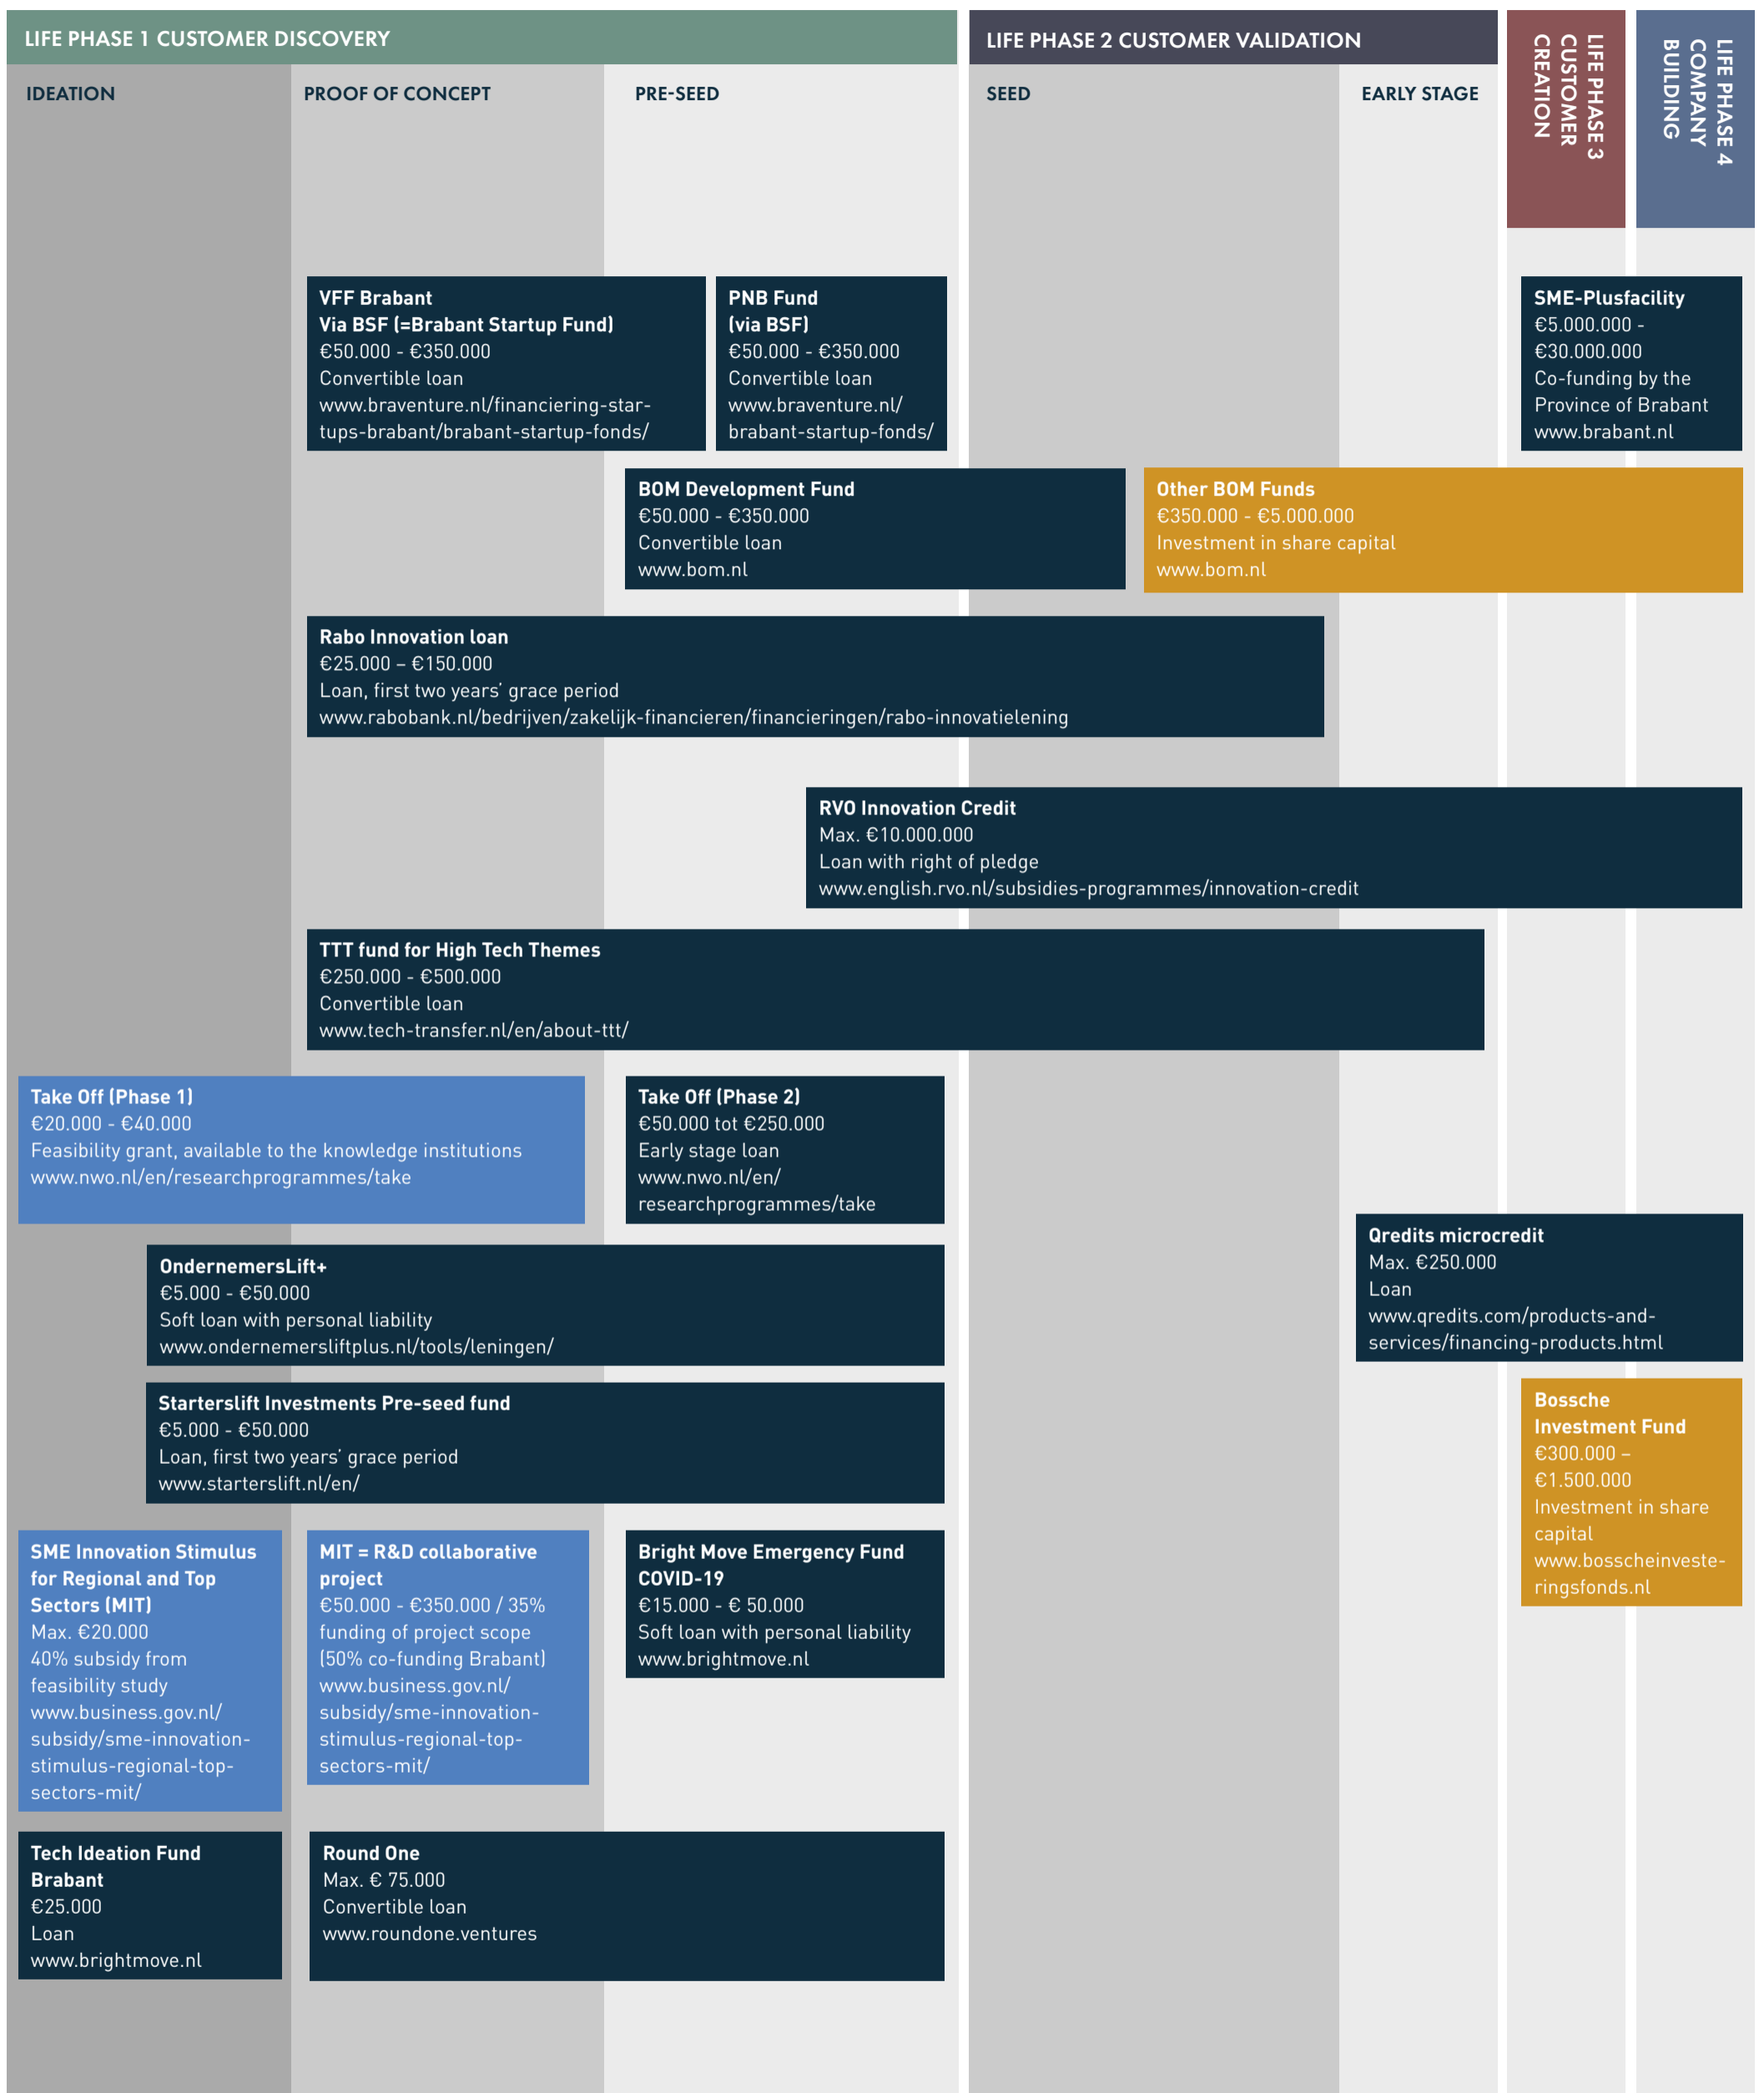 LIFE PHASE 1 CUSTOMER DISCOVERY
LIFE PHASE 2 CUSTOMER VALIDATION
LIFE PHASE 3
CUSTOMER
CREATION
LIFE PHASE 4
COMPANY
BUILDING
IDEATION
PROOF OF CONCEPT
PRE-SEED
SEED
EARLY STAGE
VFF Brabant
Via BSF (=Brabant Startup Fund)
€50.000 - €350.000
Convertible loan
www.braventure.nl/financiering-star-
tups-brabant/brabant-startup-fonds/
PNB Fund
(via BSF)
€50.000 - €350.000
Convertible loan
www.braventure.nl/
brabant-startup-fonds/
SME-Plusfacility
€5.000.000 -
€30.000.000
Co-funding by the
Province of Brabant
www.brabant.nl
BOM Development Fund
€50.000 - €350.000
Convertible loan
www.bom.nl
Other BOM Funds
€350.000 - €5.000.000
Investment in share capital
www.bom.nl
Rabo Innovation loan
€25.000 – €150.000
Loan, first two years’ grace period
www.rabobank.nl/bedrijven/zakelijk-financieren/financieringen/rabo-innovatielening
RVO Innovation Credit
Max. €10.000.000
Loan with right of pledge
www.english.rvo.nl/subsidies-programmes/innovation-credit
TTT fund for High Tech Themes
€250.000 - €500.000
Convertible loan
www.tech-transfer.nl/en/about-ttt/
Take Off (Phase 1)
€20.000 - €40.000
Feasibility grant, available to the knowledge institutions
www.nwo.nl/en/researchprogrammes/take
Take Off (Phase 2)
€50.000 tot €250.000
Early stage loan
www.nwo.nl/en/
researchprogrammes/take
Qredits microcredit
Max. €250.000
Loan
www.qredits.com/products-and-
services/financing-products.html
OndernemersLift+
€5.000 - €50.000
Soft loan with personal liability
www.ondernemersliftplus.nl/tools/leningen/
Starterslift Investments Pre-seed fund
€5.000 - €50.000
Loan, first two years’ grace period
www.starterslift.nl/en/
Bossche
Investment Fund
€300.000 –
€1.500.000
Investment in share
capital
www.bosscheinveste-
ringsfonds.nl
SME Innovation Stimulus
for Regional and Top
Sectors (MIT)
Max. €20.000
40% subsidy from
feasibility study
www.business.gov.nl/
subsidy/sme-innovation-
stimulus-regional-top-
sectors-mit/
MIT = R&D collaborative
project
€50.000 - €350.000 / 35%
funding of project scope
(50% co-funding Brabant)
www.business.gov.nl/
subsidy/sme-innovation-
stimulus-regional-top-
sectors-mit/
Bright Move Emergency Fund
COVID-19
€15.000 - € 50.000
Soft loan with personal liability
www.brightmove.nl
Tech Ideation Fund
Brabant
€25.000
Loan
www.brightmove.nl
Round One
Max. € 75.000
Convertible loan
www.roundone.ventures